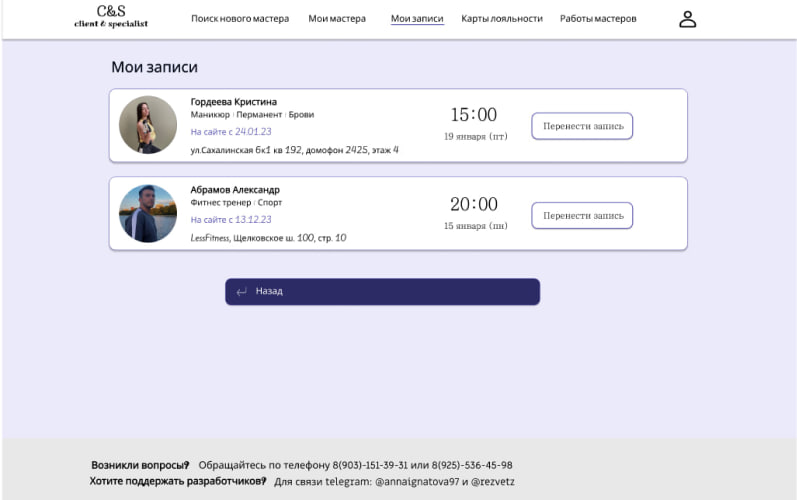 C&S
client & specialist
Поиск нового мастера Мои мастера Мои записи Карты лояльности Работы мастеров
Мои записи
Гордеева Кристина
Маникюр | Перманент | Брови
На сайте с 24.01.23
ул.Сахалинская 6к1 кв 192, домофон 2425, этаж 4
15:00
19 января (пт)
Перенести запись
Абрамов Александр
Фитнес тренер | Спорт
На сайте с 13.12.23
LessFitness, Щелковское ш. 100, стр. 10
20:00
15 января (пн)
Перенести запись
Назад
Возникли вопросы? Обращайтесь по телефону 8(903)-151-39-31 или 8(925)-536-45-98
Хотите поддержать разработчиков? Для связи telegram: @annaignatova97 и @rezvetz